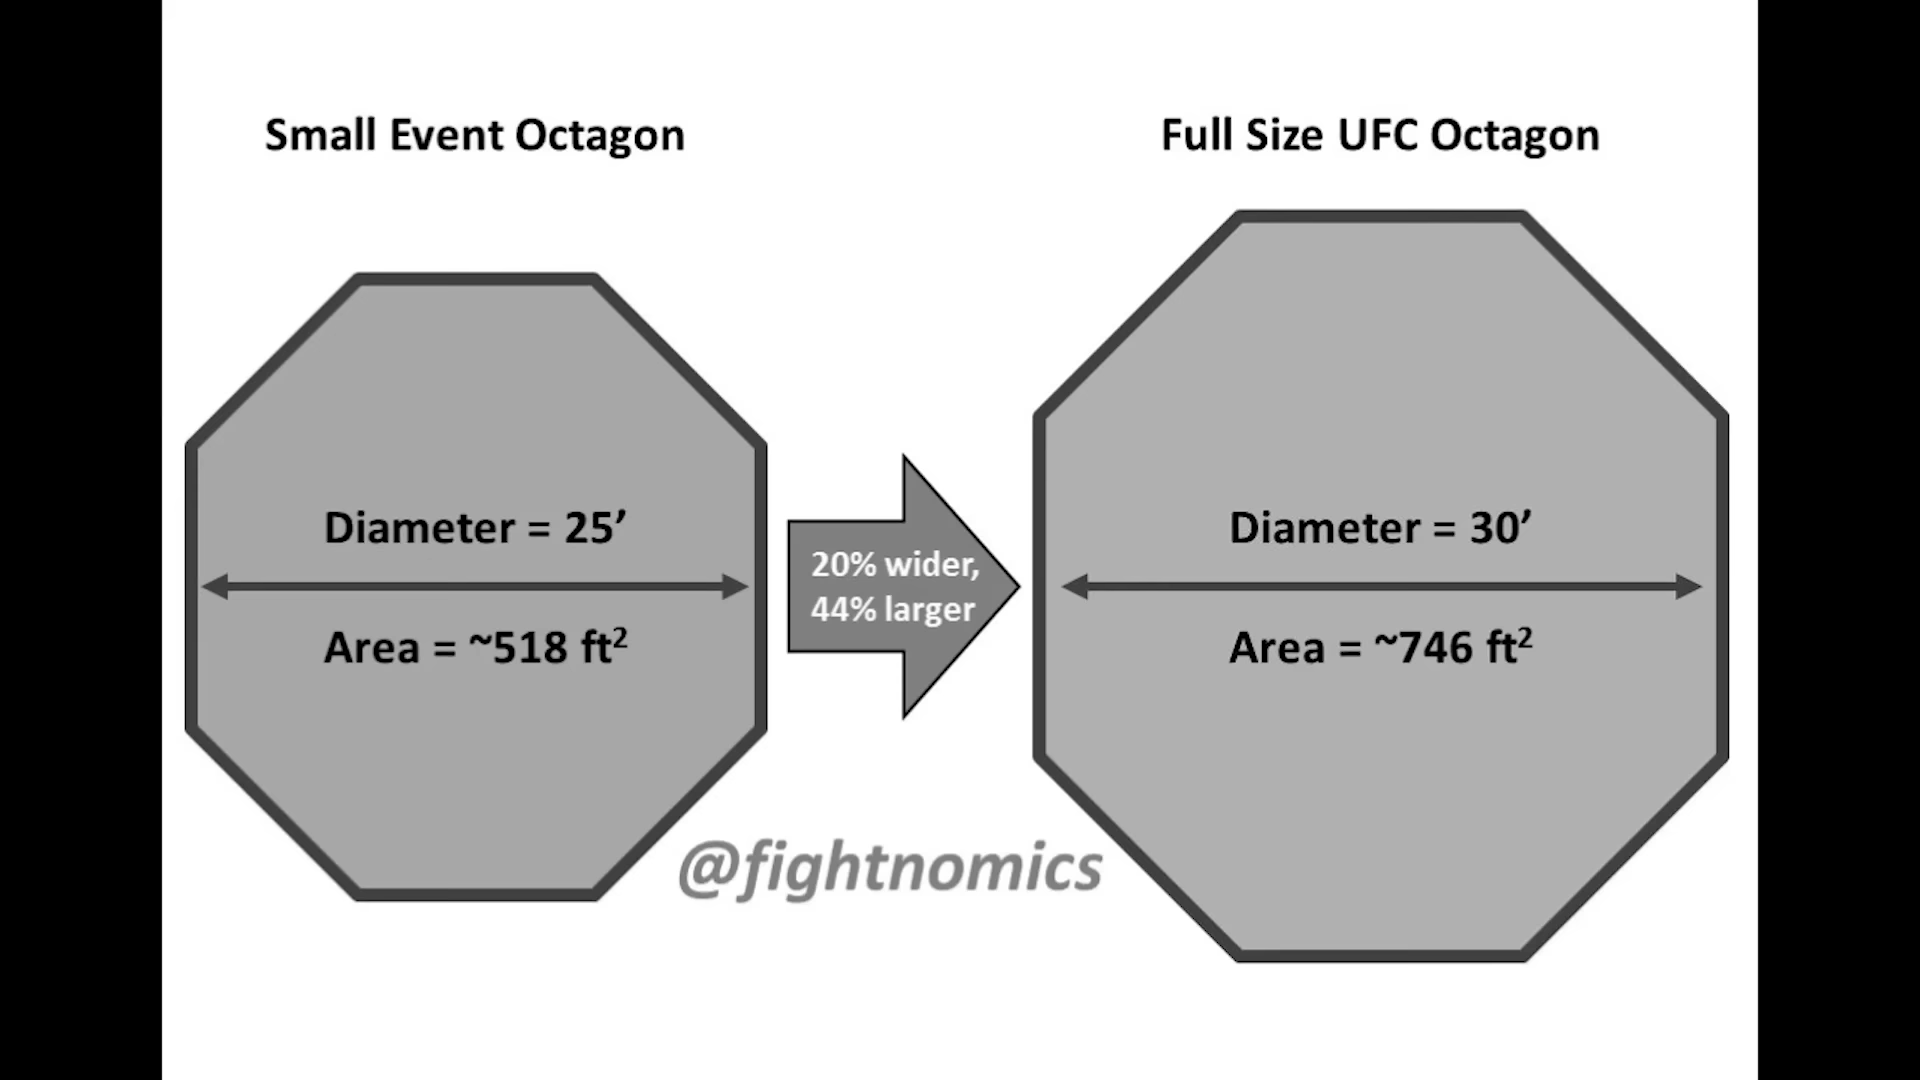 Small Event Octagon
Full Size UFC Octagon
Diameter = 25’
Area = ~518 ft²
20% wider,
44% larger
Diameter = 30’
Area = ~746 ft²
@fightnomics